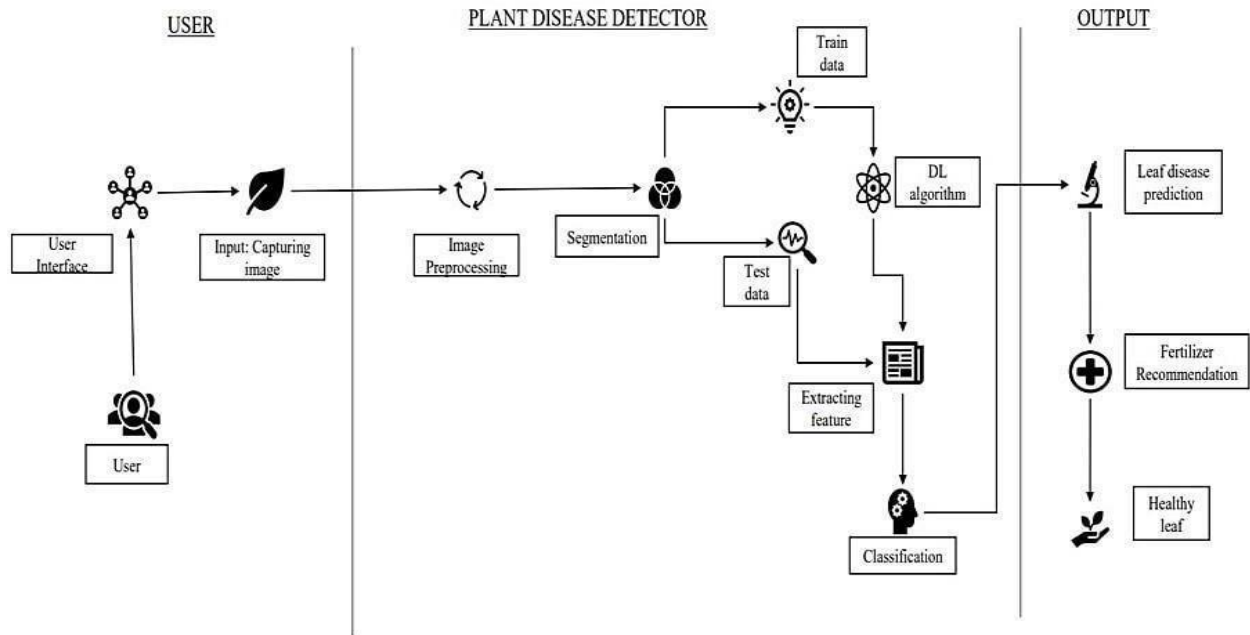 USER
PLANT DISEASE DETECTOR
OUTPUT
Train
data
DL
algorithm
Leaf disease
prediction
User
Interface
Input: Capturing
image
Image
Preprocessing
Segmentation
Test
data
Extracting
feature
Fertilizer
Recommendation
User
Classification
Healthy
leaf